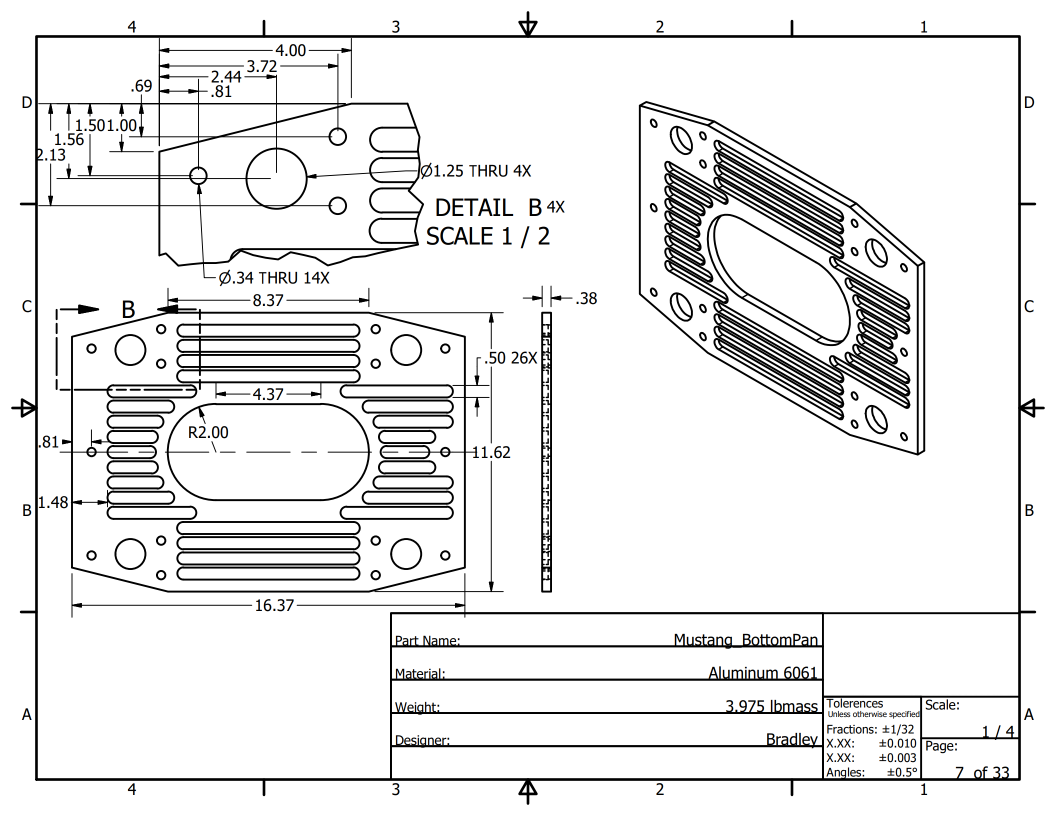 4 3 2 1
D
D
4.00
3.72
2.44
.69 .81
1.50 1.00
1.56
2.13
Ø1.25 THRU 4X
DETAIL B 4X
SCALE 1 / 2
Ø.34 THRU 14X
C
C
B
8.37
.38
.50 26X
4.37
R2.00
.81
11.62
1.48
B
B
16.37
Part Name: Mustang_BottomPan
Material: Aluminum 6061
Weight: 3.975 lbmass
Designer: Bradley
Tolerences
Unless otherwise specified
Fractions: ±1/32
X.XX: ±0.010
X.XX: ±0.003
Angles: ±0.5°
Scale:
1 / 4
Page:
7 of 33
A
A
4 3 2 1